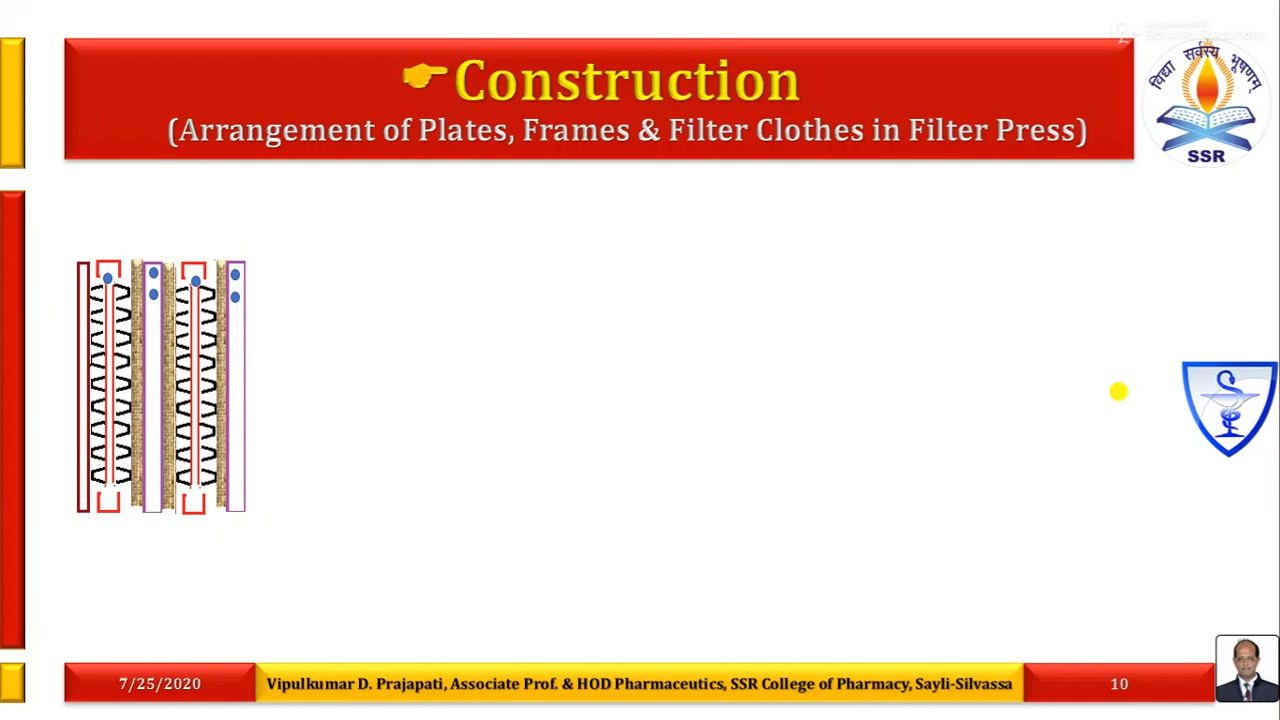 Construction
(Arrangement of Plates, Frames & Filter Clothes in Filter Press)
विद्या सर्वस्य भूषणम्
SSR
7/25/2020
Vipulkumar D. Prajapati, Associate Prof. & HOD Pharmaceutics, SSR College of Pharmacy, Sayli-Silvassa
10